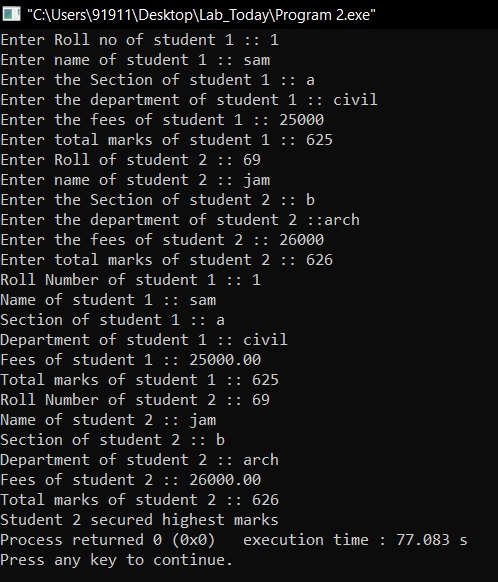 "C:\Users\91911\Desktop\Lab_Today\Program 2.exe"
Enter Roll no of student 1 :: 1
Enter name of student 1 :: sam
Enter the Section of student 1 :: a
Enter the department of student 1 :: civil
Enter the fees of student 1 :: 25000
Enter total marks of student 1 :: 625
Enter Roll of student 2 :: 69
Enter name of student 2 :: jam
Enter the Section of student 2 :: b
Enter the department of student 2 ::arch
Enter the fees of student 2 :: 26000
Enter total marks of student 2 :: 626
Roll Number of student 1 :: 1
Name of student 1 :: sam
Section of student 1 :: a
Department of student 1 :: civil
Fees of student 1 :: 25000.00
Total marks of student 1 :: 625
Roll Number of student 2 :: 69
Name of student 2 :: jam
Section of student 2 :: b
Department of student 2 :: arch
Fees of student 2 :: 26000.00
Total marks of student 2 :: 626
Student 2 secured highest marks
Process returned 0 (0x0)   execution time : 77.083 s
Press any key to continue.